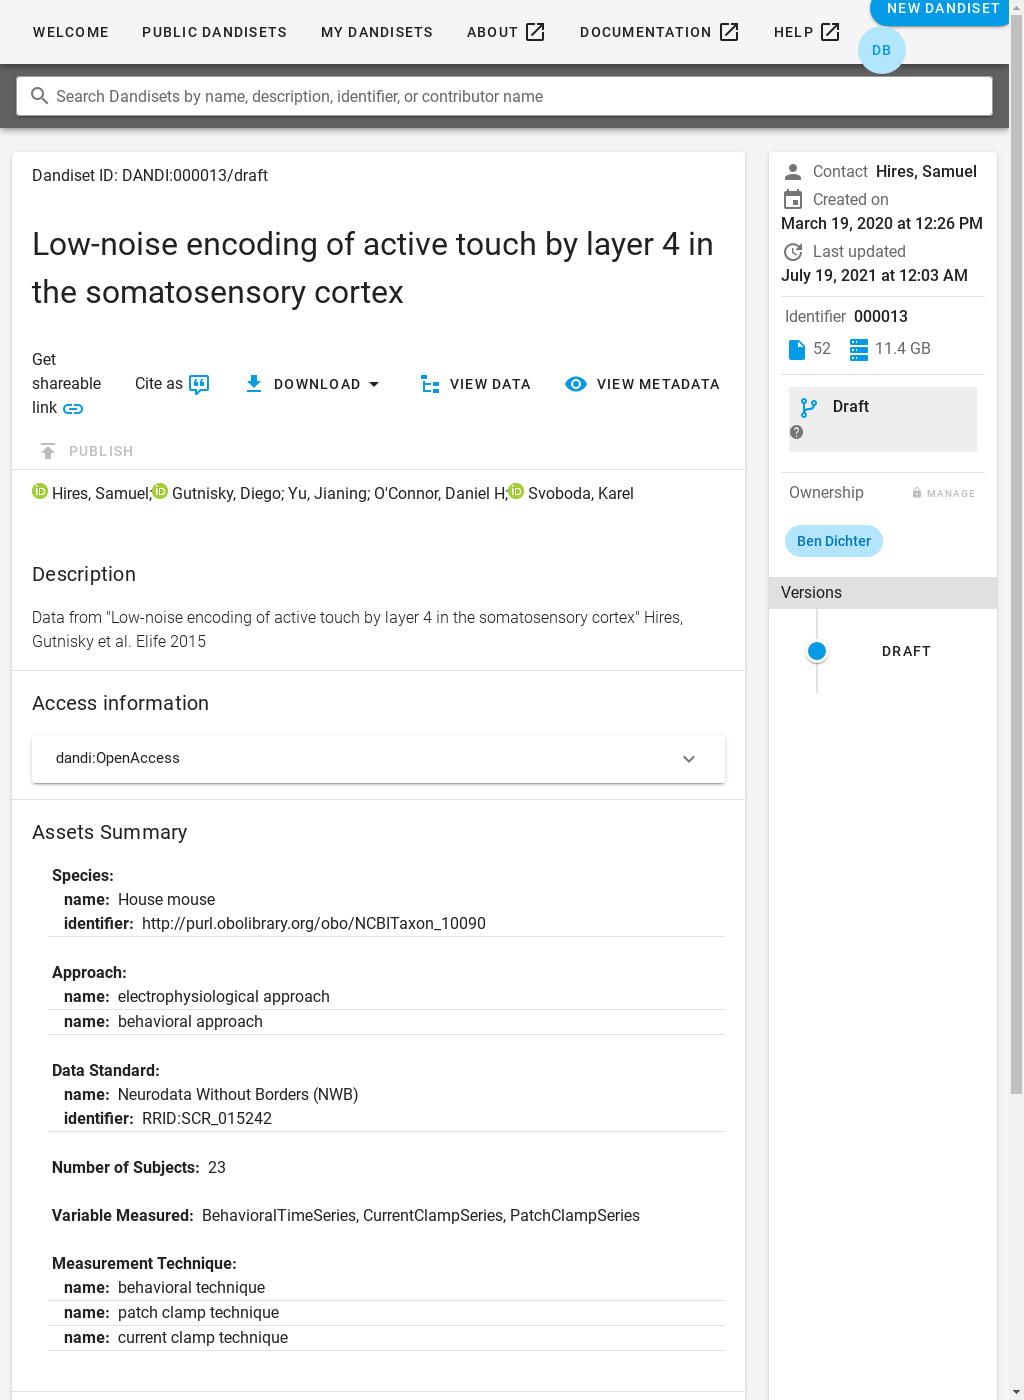 WELCOME PUBLIC DANDISETS MY DANDISETS ABOUT DOCUMENTATION HELP NEW DANDISET
DB
Search Dandisets by name, description, identifier, or contributor name
Dandiset ID: DANDI:000013/draft
Low-noise encoding of active touch by layer 4 in
the somatosensory cortex
Get
shareable
link
Cite as
DOWNLOAD
VIEW DATA
VIEW METADATA
PUBLISH
iD Hires, Samuel; iD Gutnisky, Diego; Yu, Jianing; O'Connor, Daniel H; iD Svoboda, Karel
Description
Data from "Low-noise encoding of active touch by layer 4 in the somatosensory cortex" Hires,
Gutnisky et al. Elife 2015
Access information
dandi:OpenAccess
Assets Summary
Species:
name: House mouse
identifier: http://purl.obolibrary.org/obo/NCBITaxon_10090
Approach:
name: electrophysiological approach
name: behavioral approach
Data Standard:
name: Neurodata Without Borders (NWB)
identifier: RRID:SCR_015242
Number of Subjects: 23
Variable Measured: BehavioralTimeSeries, CurrentClampSeries, PatchClampSeries
Measurement Technique:
name: behavioral technique
name: patch clamp technique
name: current clamp technique
Contact Hires, Samuel
Created on
March 19, 2020 at 12:26 PM
Last updated
July 19, 2021 at 12:03 AM
Identifier 000013
52 11.4 GB
Draft
?
Ownership MANAGE
Ben Dichter
Versions
DRAFT